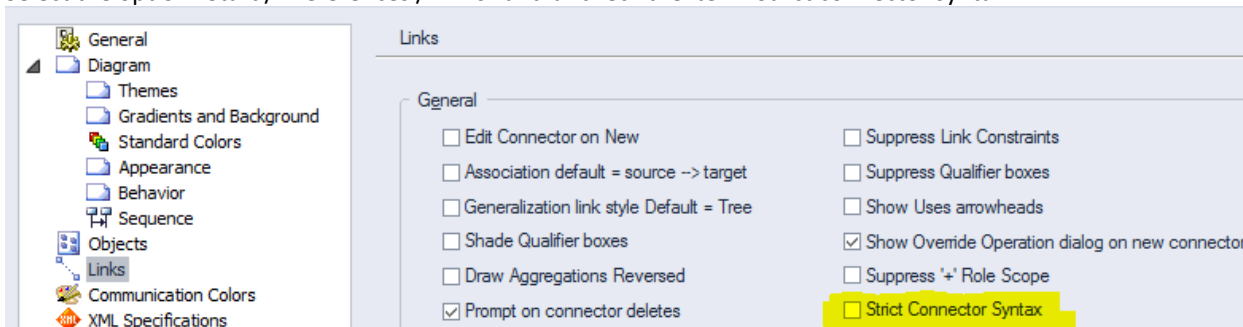 General
Diagram
Themes
Gradients and Background
Standard Colors
Appearance
Behavior
Sequence
Objects
Links
Communication Colors
XML Specifications
Links
General
Edit Connector on New
Association default = source --> target
Generalization link style Default = Tree
Shade Qualifier boxes
Draw Aggregations Reversed
Prompt on connector deletes
Suppress Link Constraints
Suppress Qualifier boxes
Show Uses arrowheads
Show Override Operation dialog on new connector
Suppress '+' Role Scope
Strict Connector Syntax